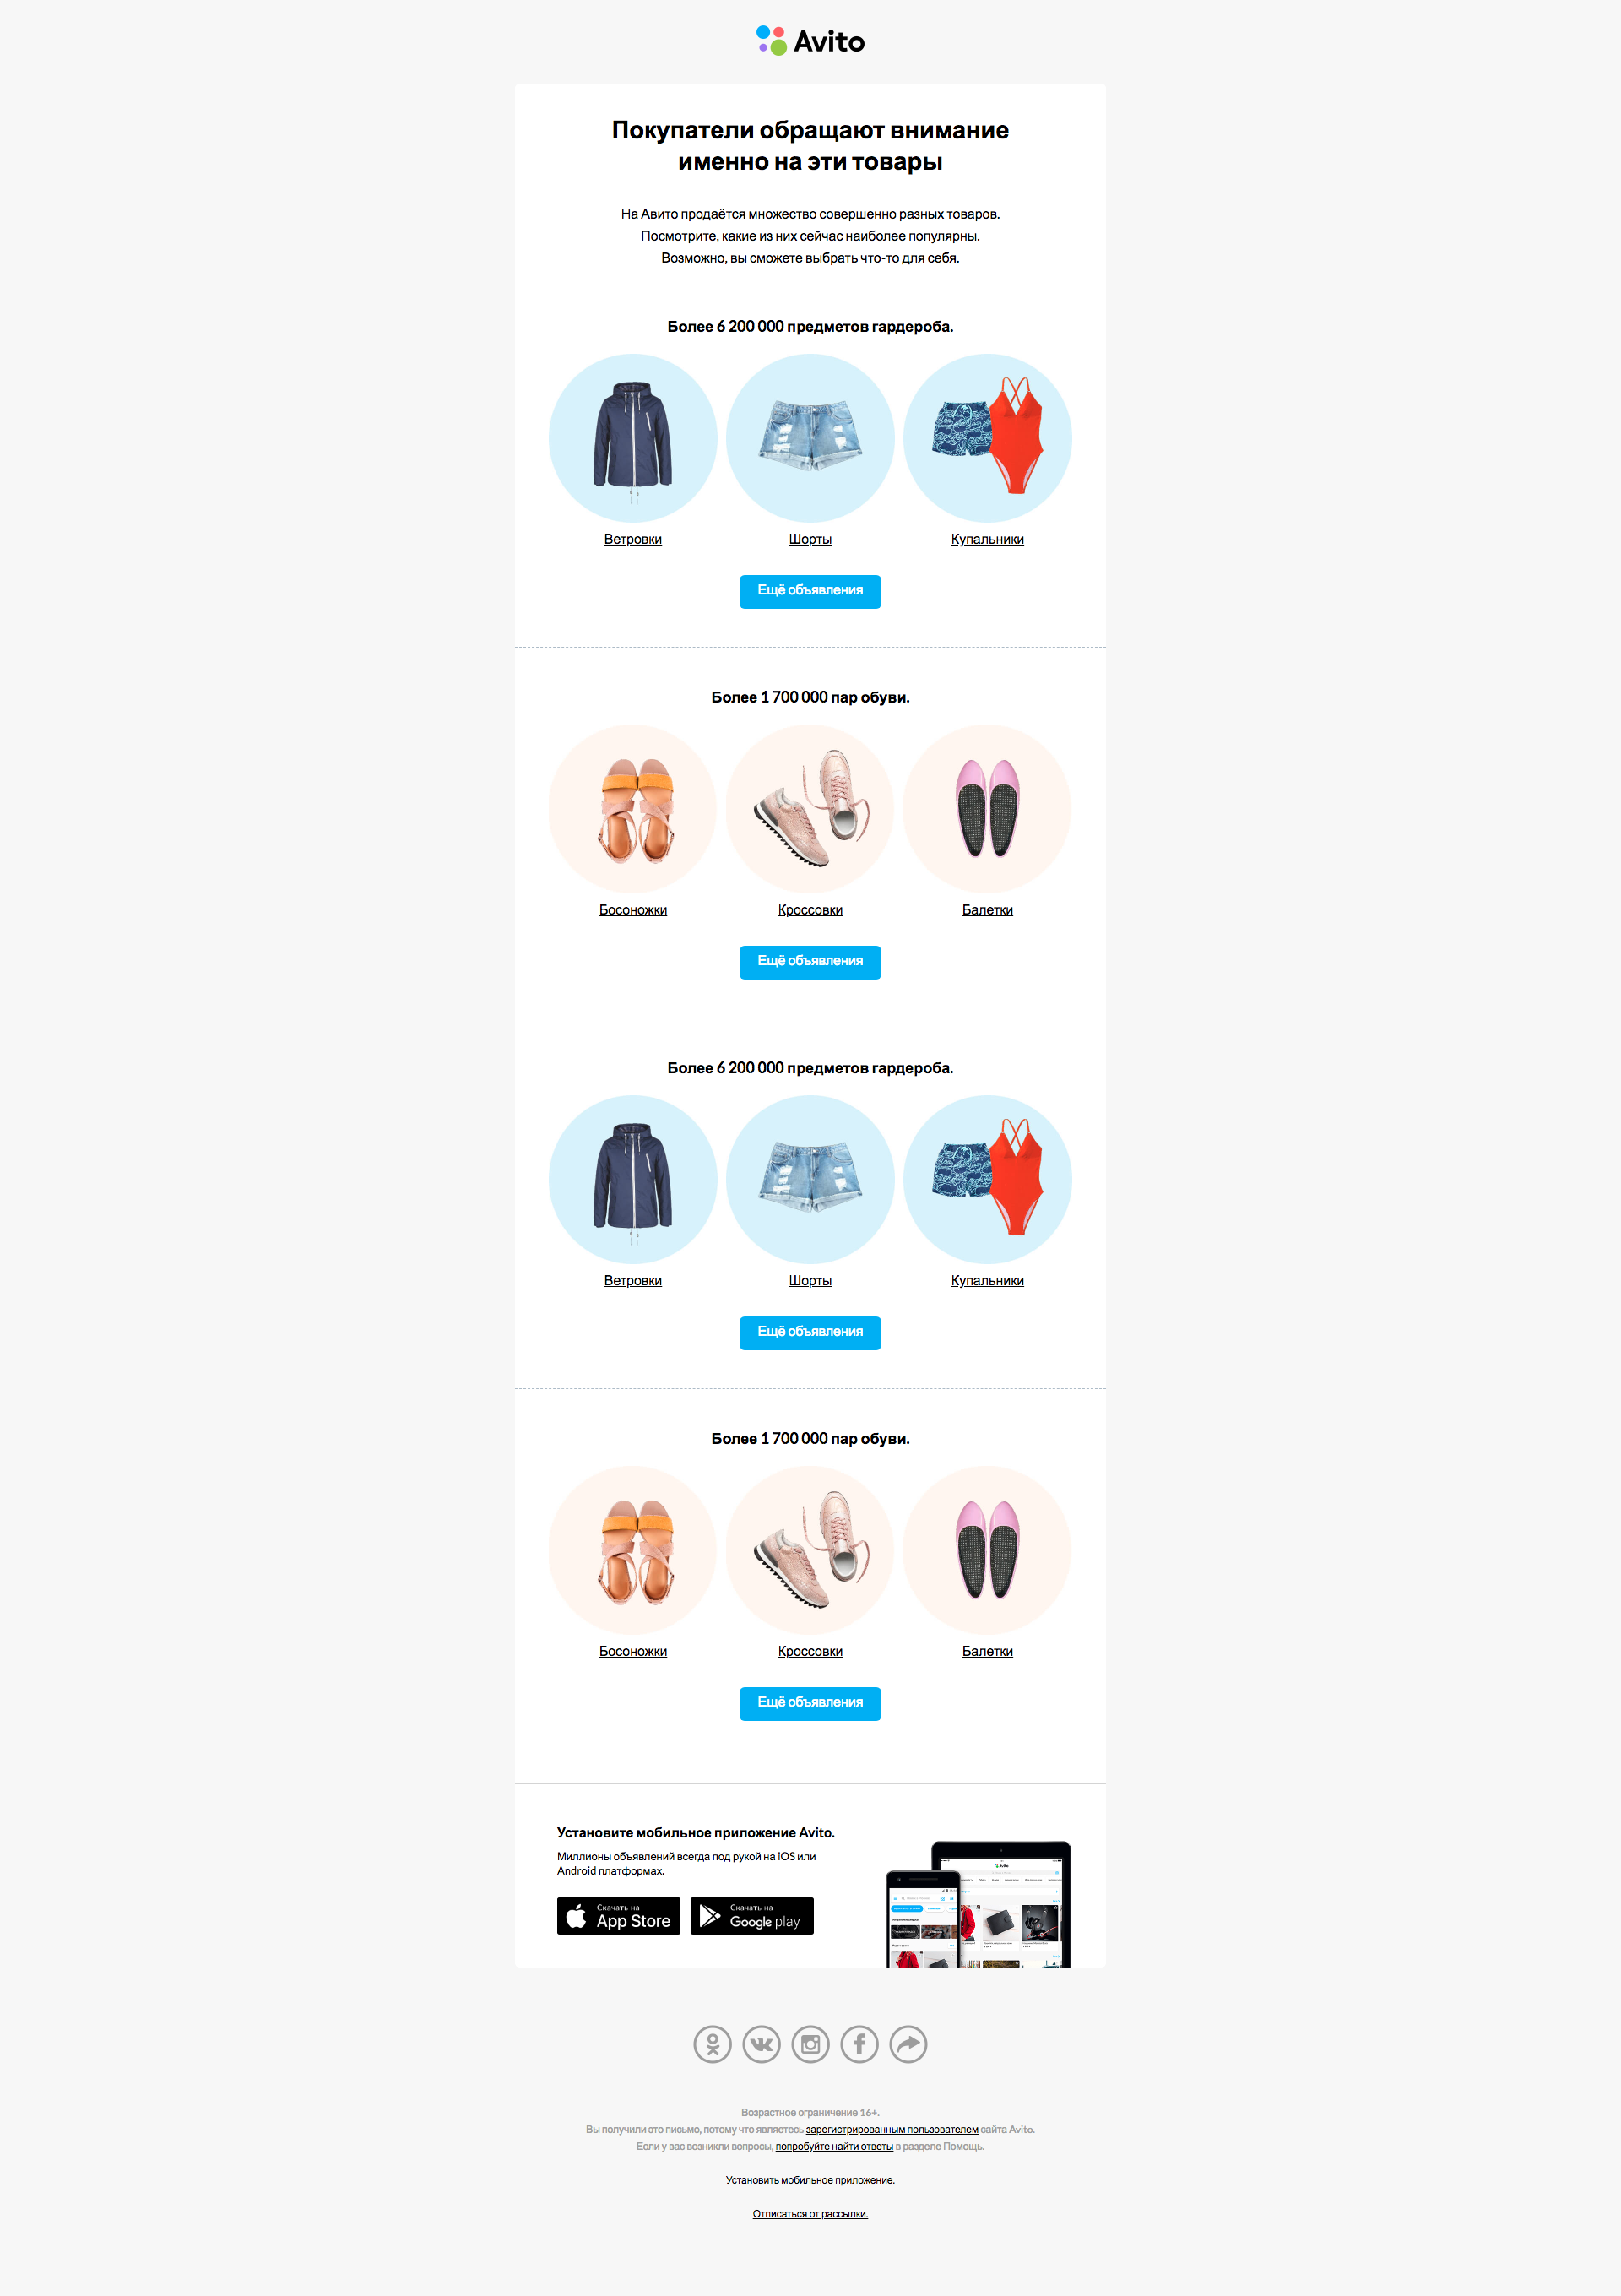 Avito
Покупатели обращают внимание
именно на эти товары
На Авито продаётся множество совершенно разных товаров.
Посмотрите, какие из них сейчас наиболее популярны.
Возможно, вы сможете выбрать что-то для себя.
Более 6 200 000 предметов гардероба.
Ветровки Шорты Купальники
Ещё объявления
Более 1 700 000 пар обуви.
Босоножки Кроссовки Балетки
Ещё объявления
Более 6 200 000 предметов гардероба.
Ветровки Шорты Купальники
Ещё объявления
Более 1 700 000 пар обуви.
Босоножки Кроссовки Балетки
Ещё объявления
Установите мобильное приложение Avito.
Миллионы объявлений всегда под рукой на iOS или
Android платформах.
Скачать на
App Store
Скачать на
Google play
Avito
Возрастное ограничение 16+.
Вы получили это письмо, потому что являетесь зарегистрированным пользователем сайта Avito.
Если у вас возникли вопросы, попробуйте найти ответы в разделе Помощь.
Установить мобильное приложение.
Отписаться от рассылки.